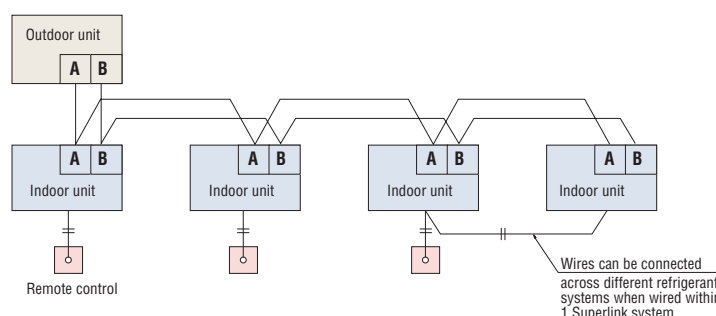 Outdoor unit
A B
A B
A B
A B
A B
Indoor unit
Indoor unit
Indoor unit
Indoor unit
Remote control
Wires can be connected
across different refrigerant
systems when wired within
1 Superlink system